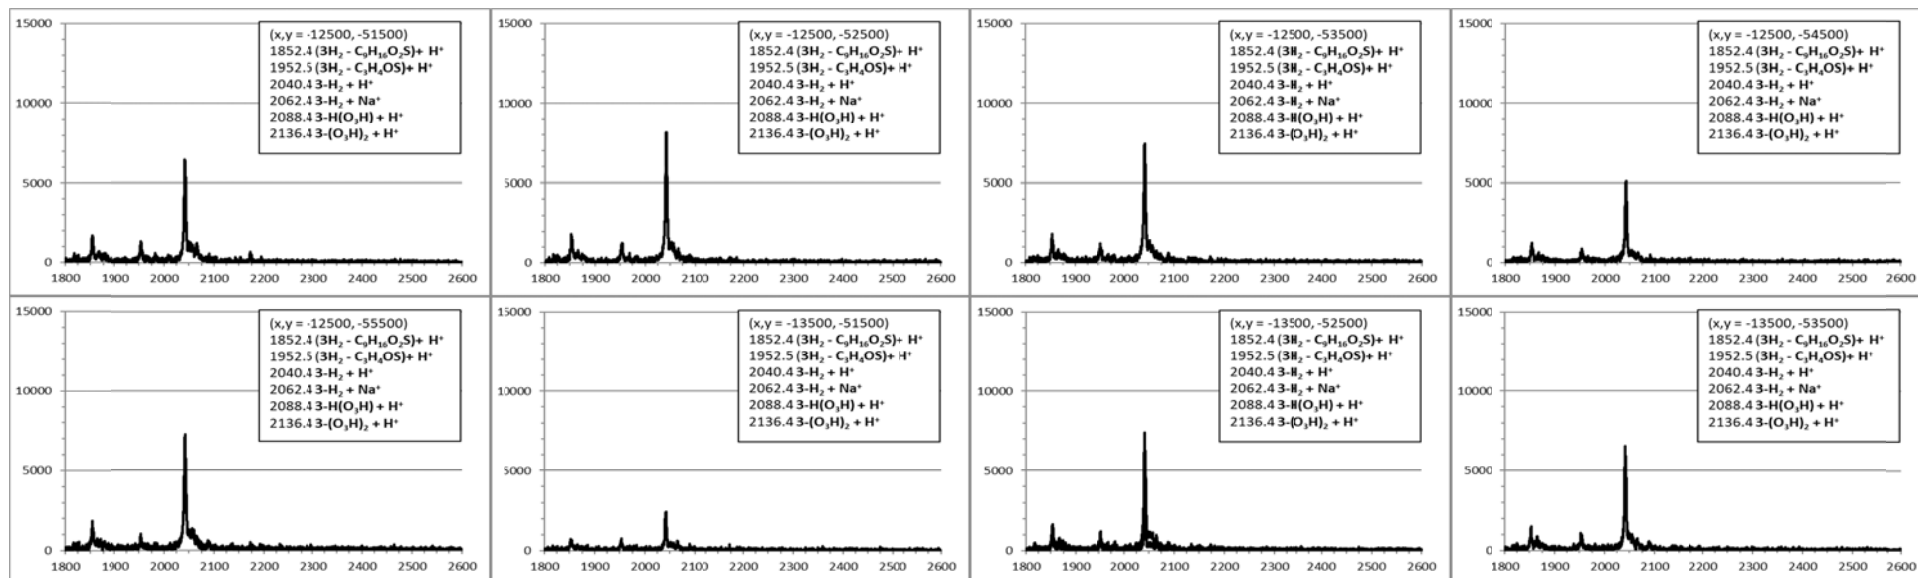 15000
10000
5000
0
1800 1900 2000 2100 2200 2300 2400 2500 2600
(x,y = -12500, -51500)
1852.4 (3H₂ - C₉H₁₆O₂S)+ H⁺
1952.5 (3H₂ - C₃H₄OS)+ H⁺
2040.4 3-H₂ + H⁺
2062.4 3-H₂ + Na⁺
2088.4 3-H(O₃H) + H⁺
2136.4 3-(O₃H)₂ + H⁺
15000
10000
5000
0
1800 1900 2000 2100 2200 2300 2400 2500 2600
(x,y = -12500, -52500)
1852.4 (3H₂ - C₉H₁₆O₂S)+ H⁺
1952.5 (3H₂ - C₃H₄OS)+ H⁺
2040.4 3-H₂ + H⁺
2062.4 3-H₂ + Na⁺
2088.4 3-H(O₃H) + H⁺
2136.4 3-(O₃H)₂ + H⁺
15000
10000
5000
0
1800 1900 2000 2100 2200 2300 2400 2500 2600
(x,y = -12500, -53500)
1852.4 (3H₂ - C₉H₁₆O₂S)+ H⁺
1952.5 (3H₂ - C₃H₄OS)+ H⁺
2040.4 3-H₂ + H⁺
2062.4 3-H₂ + Na⁺
2088.4 3-H(O₃H) + H⁺
2136.4 3-(O₃H)₂ + H⁺
15000
10000
5000
0
1800 1900 2000 2100 2200 2300 2400 2500 2600
(x,y = -12500, -54500)
1852.4 (3H₂ - C₉H₁₆O₂S)+ H⁺
1952.5 (3H₂ - C₃H₄OS)+ H⁺
2040.4 3-H₂ + H⁺
2062.4 3-H₂ + Na⁺
2088.4 3-H(O₃H) + H⁺
2136.4 3-(O₃H)₂ + H⁺
15000
10000
5000
0
1800 1900 2000 2100 2200 2300 2400 2500 2600
(x,y = -12500, -55500)
1852.4 (3H₂ - C₉H₁₆O₂S)+ H⁺
1952.5 (3H₂ - C₃H₄OS)+ H⁺
2040.4 3-H₂ + H⁺
2062.4 3-H₂ + Na⁺
2088.4 3-H(O₃H) + H⁺
2136.4 3-(O₃H)₂ + H⁺
15000
10000
5000
0
1800 1900 2000 2100 2200 2300 2400 2500 2600
(x,y = -13500, -51500)
1852.4 (3H₂ - C₉H₁₆O₂S)+ H⁺
1952.5 (3H₂ - C₃H₄OS)+ H⁺
2040.4 3-H₂ + H⁺
2062.4 3-H₂ + Na⁺
2088.4 3-H(O₃H) + H⁺
2136.4 3-(O₃H)₂ + H⁺
15000
10000
5000
0
1800 1900 2000 2100 2200 2300 2400 2500 2600
(x,y = -13500, -52500)
1852.4 (3H₂ - C₉H₁₆O₂S)+ H⁺
1952.5 (3H₂ - C₃H₄OS)+ H⁺
2040.4 3-H₂ + H⁺
2062.4 3-H₂ + Na⁺
2088.4 3-H(O₃H) + H⁺
2136.4 3-(O₃H)₂ + H⁺
15000
10000
5000
0
1800 1900 2000 2100 2200 2300 2400 2500 2600
(x,y = -13500, -53500)
1852.4 (3H₂ - C₉H₁₆O₂S)+ H⁺
1952.5 (3H₂ - C₃H₄OS)+ H⁺
2040.4 3-H₂ + H⁺
2062.4 3-H₂ + Na⁺
2088.4 3-H(O₃H) + H⁺
2136.4 3-(O₃H)₂ + H⁺